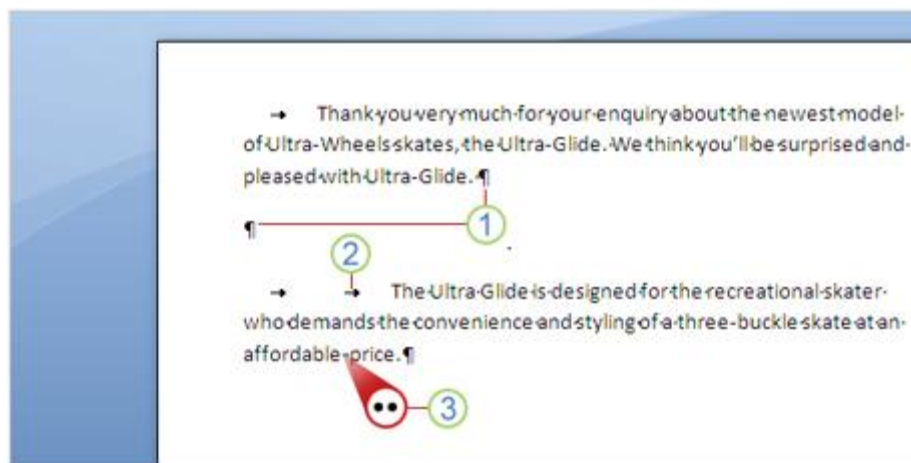 → Thank·you·very·much·for·your·enquiry·about·the·newest·model·
of·Ultra-Wheels·skates,·the·Ultra-Glide.·We·think·you’ll·be·surprised·and·
pleased·with·Ultra-Glide.·¶
¶
1
2
→ → The·Ultra·Glide·is·designed·for·the·recreational·skater·
who·demands·the·convenience·and·styling·of·a·three-buckle·skate·at·an·
affordable··price.¶
•• 3